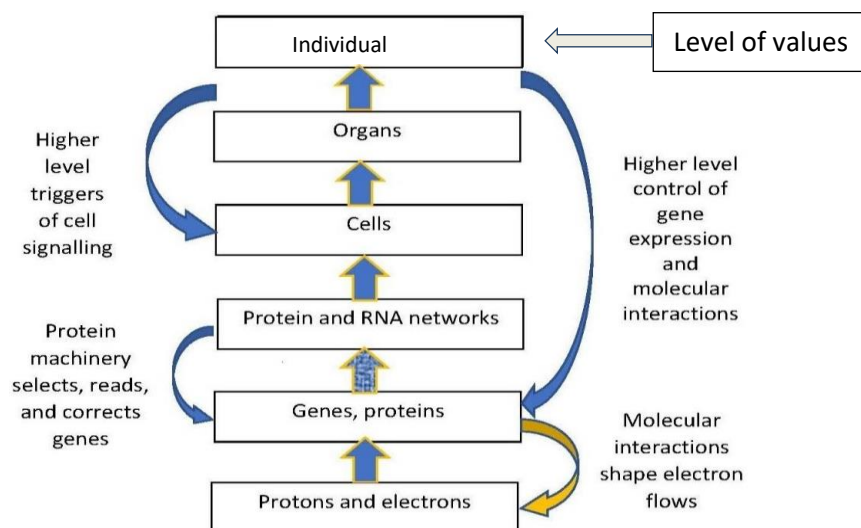 Individual
Level of values
Organs
Higher
level
triggers
of cell
signalling
Higher level
control of
gene
expression
and
molecular
interactions
Cells
Protein and RNA networks
Protein
machinery
selects, reads,
and corrects
genes
Genes, proteins
Molecular
interactions
shape electron
flows
Protons and electrons